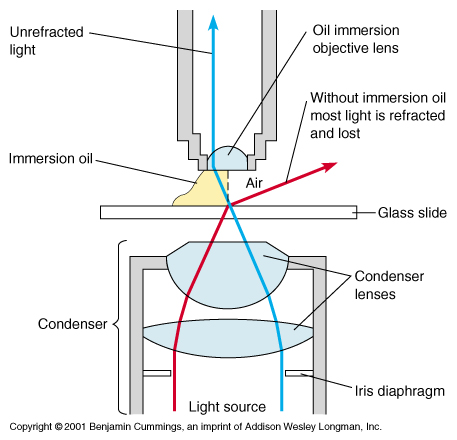 Unrefracted
light
Oil immersion
objective lens
Without immersion oil
most light is refracted
and lost
Immersion oil
Air
Glass slide
Condenser
lenses
Condenser
Iris diaphragm
Light source
Copyright © 2001 Benjamin Cummings, an imprint of Addison Wesley Longman, Inc.